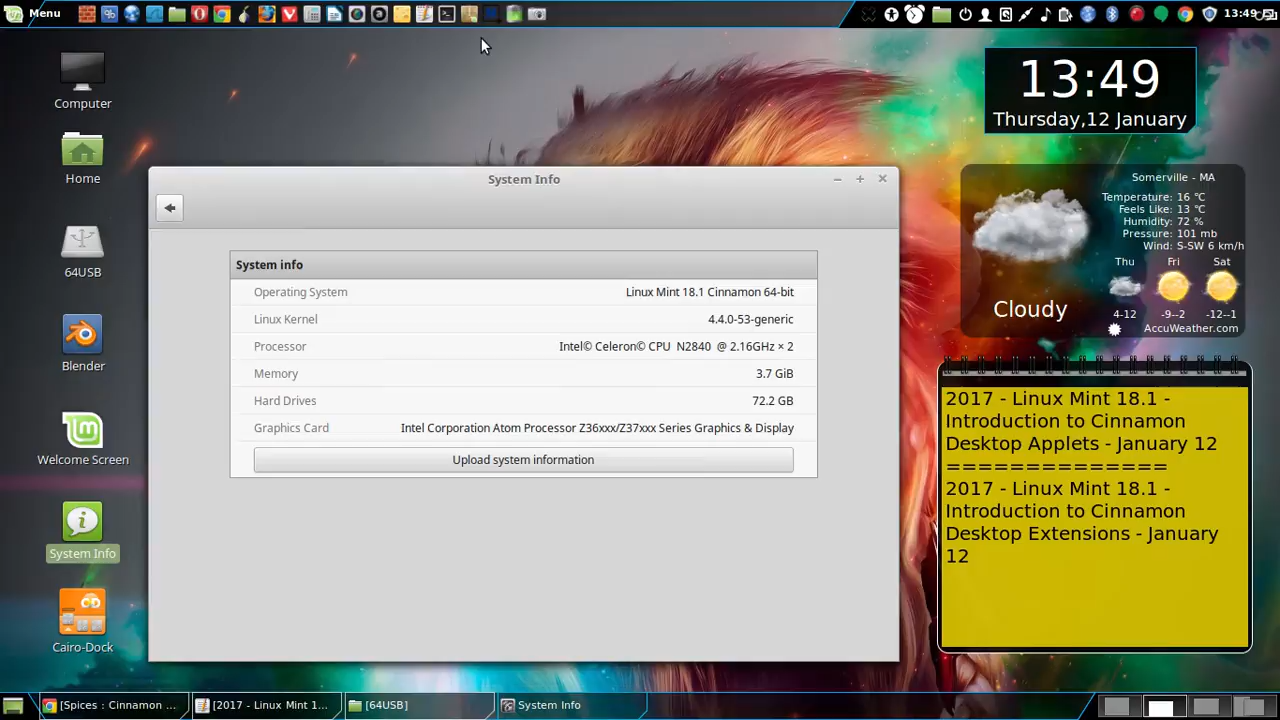 Menu
13:49
Computer
Home
64USB
Blender
Welcome Screen
System Info
Cairo-Dock
System Info
System info
Operating System Linux Mint 18.1 Cinnamon 64-bit
Linux Kernel 4.4.0-53-generic
Processor Intel© Celeron© CPU  N2840  @ 2.16GHz × 2
Memory 3.7 GiB
Hard Drives 72.2 GB
Graphics Card Intel Corporation Atom Processor Z36xxx/Z37xxx Series Graphics & Display
Upload system information
13:49
Thursday,12 January
Somerville - MA
Temperature: 16 ℃
Feels Like: 13 ℃
Humidity: 72 %
Pressure: 101 mb
Wind: S-SW 6 km/h
Thu Fri Sat
Cloudy
4-12 -9--2 -12--1
AccuWeather.com
2017 - Linux Mint 18.1 -
Introduction to Cinnamon
Desktop Applets - January 12
==============
2017 - Linux Mint 18.1 -
Introduction to Cinnamon
Desktop Extensions - January
12
[Spices : Cinnamon ...
[2017 - Linux Mint 1...
[64USB]
System Info